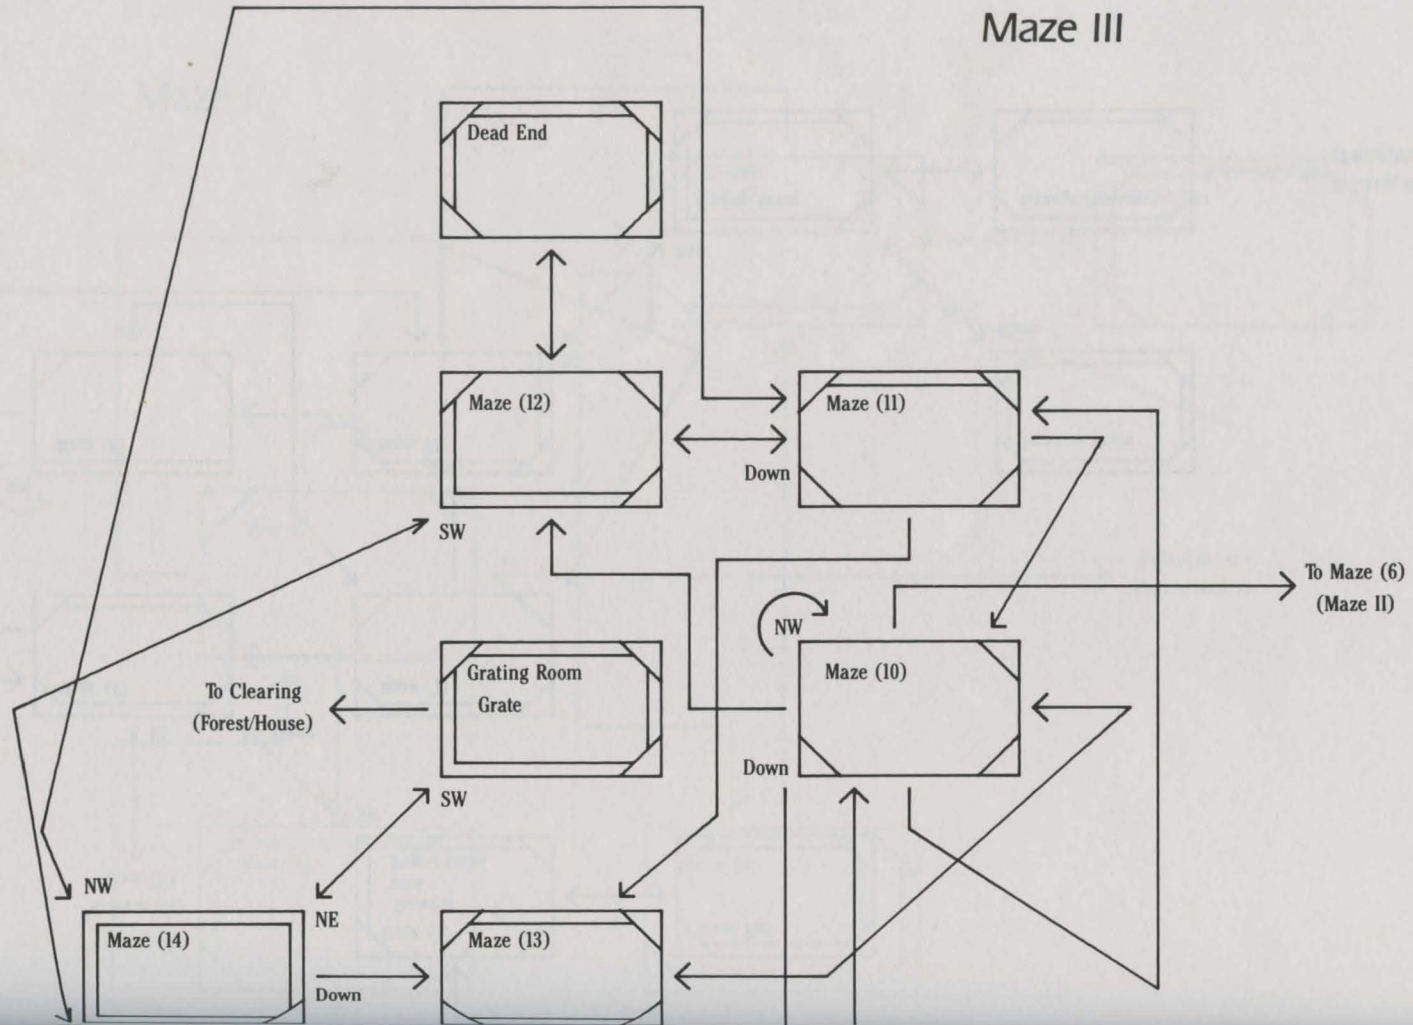 Maze III
Dead End
Maze (12)
Maze (11)
Down
SW
To Maze (6)
(Maze II)
NW
Grating Room
Grate
Maze (10)
To Clearing
(Forest/House)
Down
SW
NW
NE
Maze (14)
Maze (13)
Down